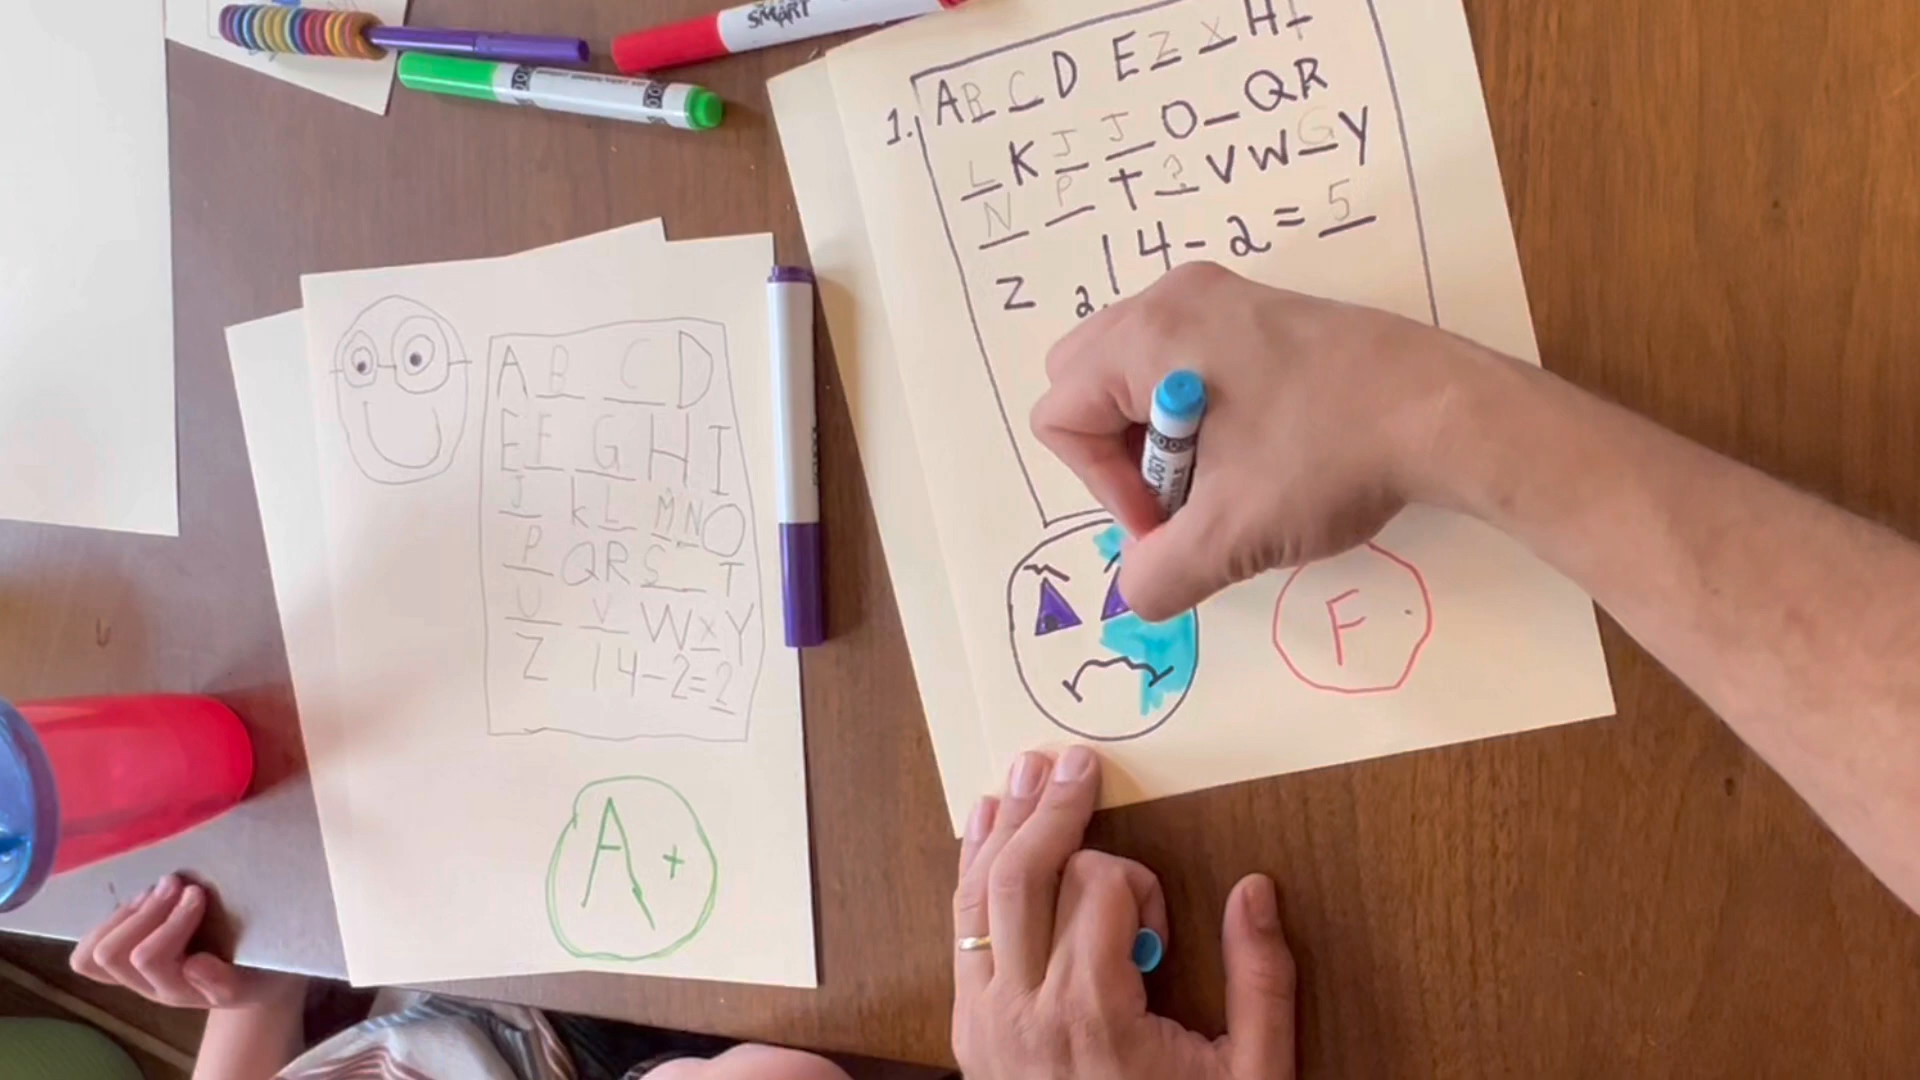 A B C D
E F G H I
J K L M N O
P Q R S T
U V W X Y
Z 14-2=2
A+
SMART
1. A B C D E Z X H I
L K J J O _ Q R
N P T ? V W G Y
Z 2. 14-2=5
F